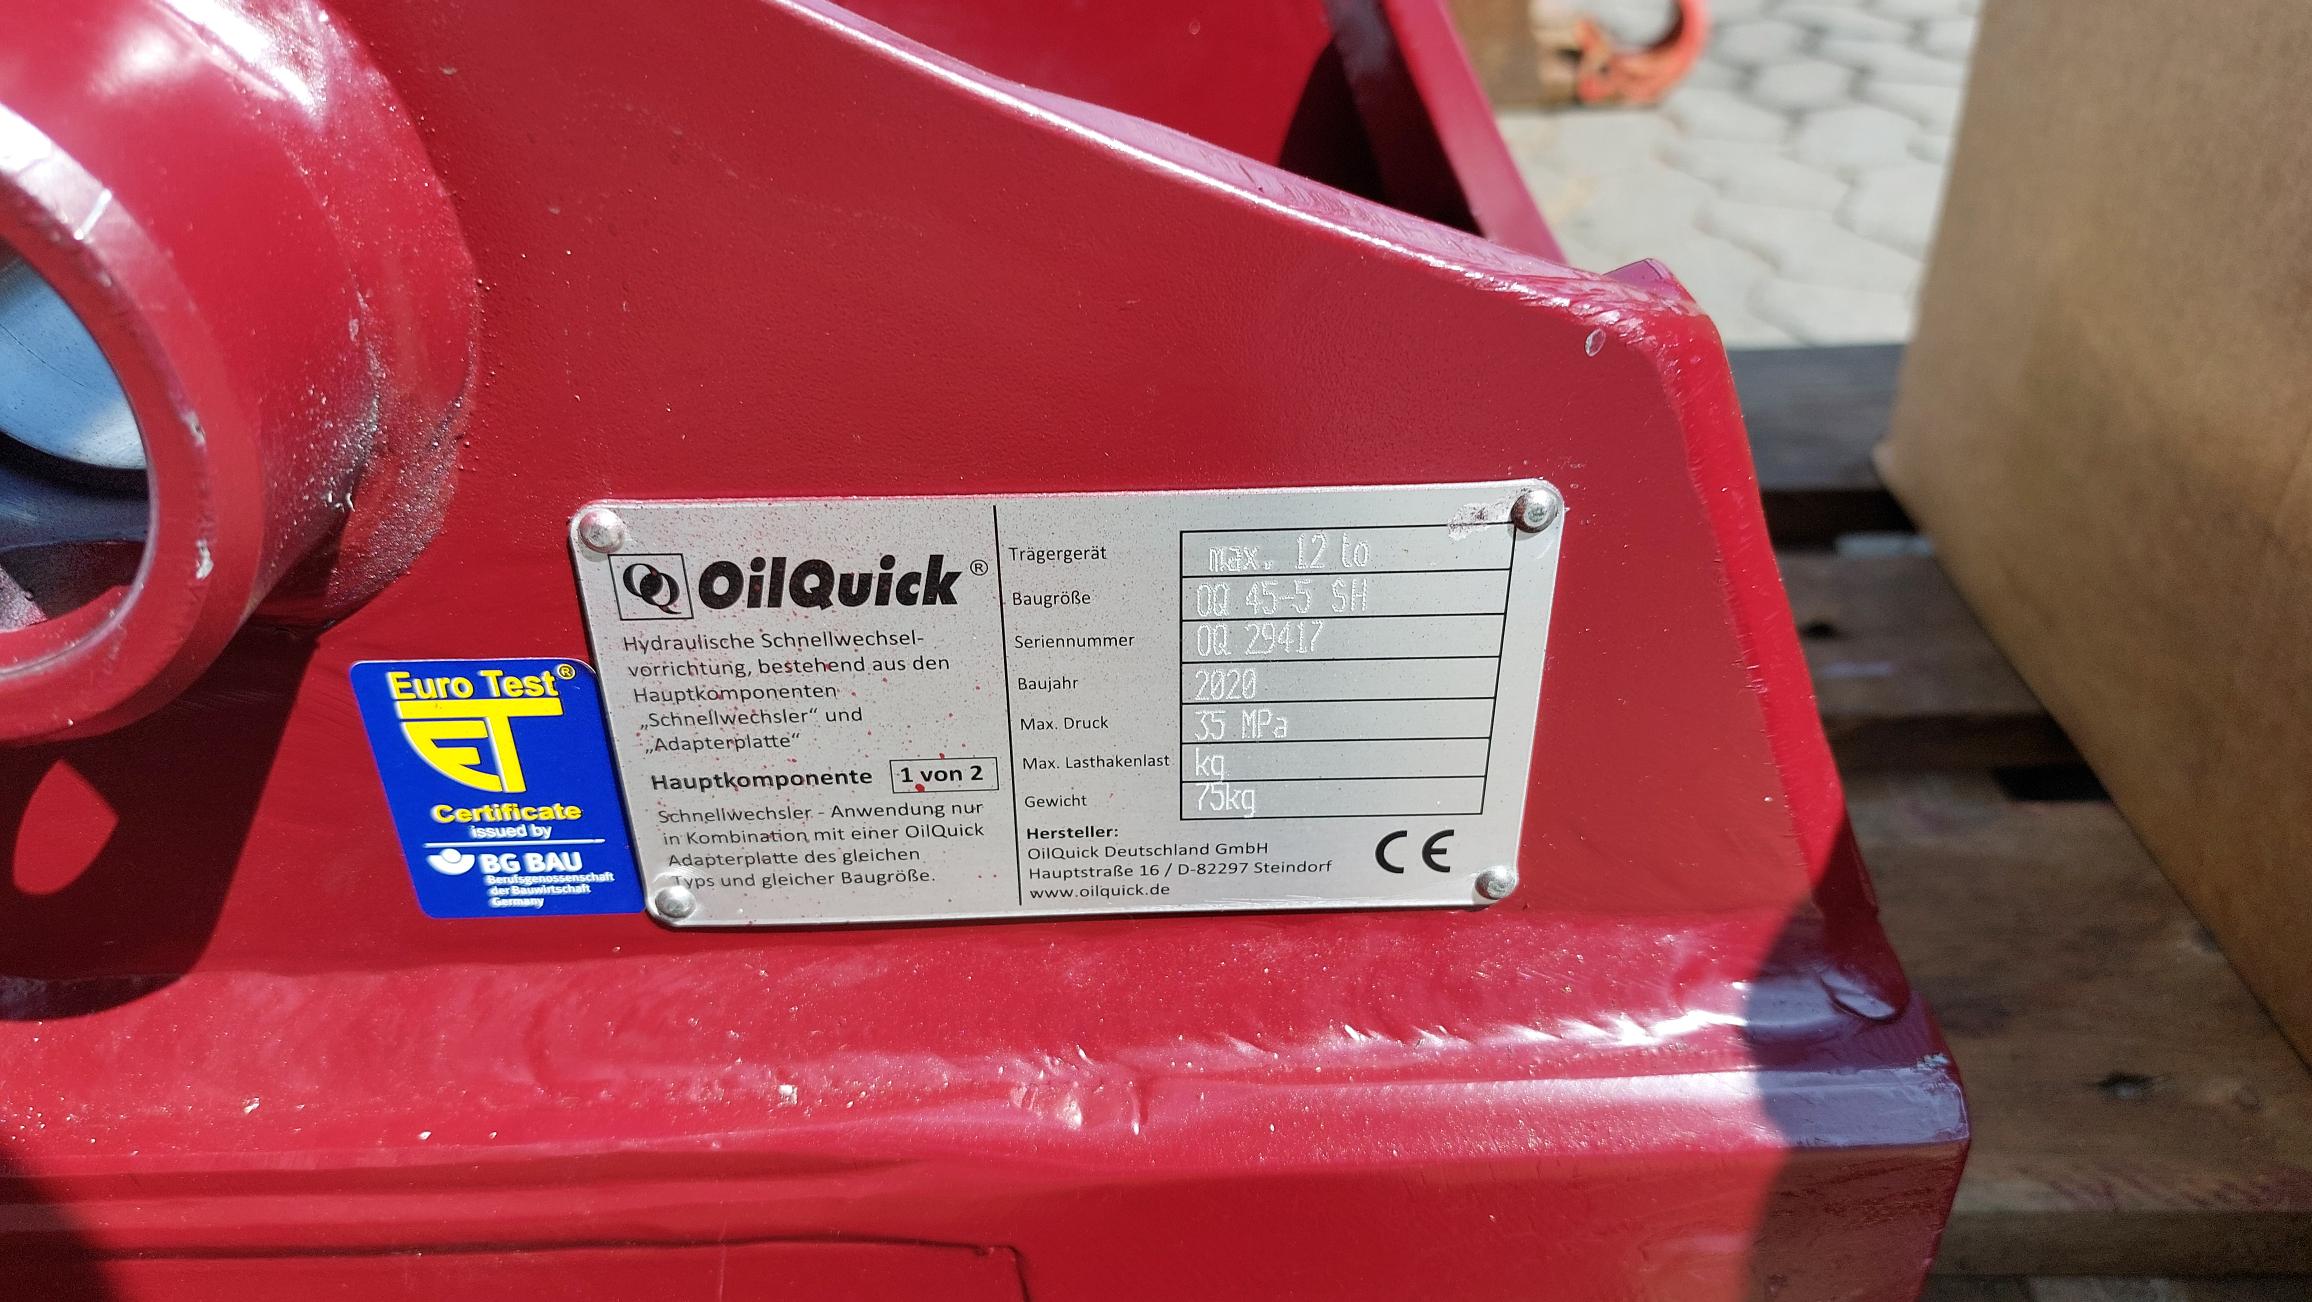 OilQuick®
Hydraulische Schnellwechsel-
vorrichtung, bestehend aus den
Hauptkomponenten
„Schnellwechsler“ und
„Adapterplatte“
Hauptkomponente 1 von 2
Schnellwechsler - Anwendung nur
in Kombination mit einer OilQuick
Adapterplatte des gleichen
Typs und gleicher Baugröße.
Trägergerät max. 12 to
Baugröße OQ 45-5 SH
Seriennummer OQ 29417
Baujahr 2020
Max. Druck 35 MPa
Max. Lasthakenlast kg
Gewicht 75kg
Hersteller:
OilQuick Deutschland GmbH
Hauptstraße 16 / D-82297 Steindorf
www.oilquick.de
CE
Euro Test®
ET
Certificate
issued by
BG BAU
Berufsgenossenschaft
der Bauwirtschaft
Germany